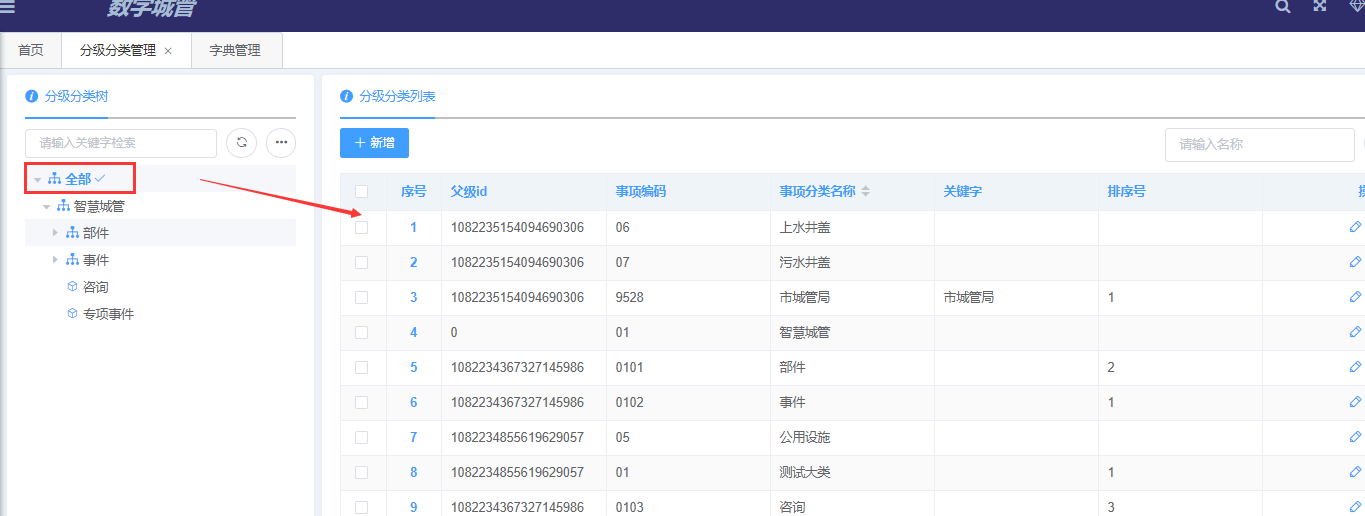 数字城管
首页 分级分类管理 × 字典管理
分级分类树
请输入关键字检索
全部
智慧城管
部件
事件
咨询
专项事件
分级分类列表
+ 新增 请输入名称
序号 父级id 事项编码 事项分类名称 关键字 排序号
1 1082235154094690306 06 上水井盖
2 1082235154094690306 07 污水井盖
3 1082235154094690306 9528 市城管局 市城管局 1
4 0 01 智慧城管
5 1082234367327145986 0101 部件 2
6 1082234367327145986 0102 事件 1
7 1082234855619629057 05 公用设施
8 1082234855619629057 01 测试大类 1
9 1082234367327145986 0103 咨询 3